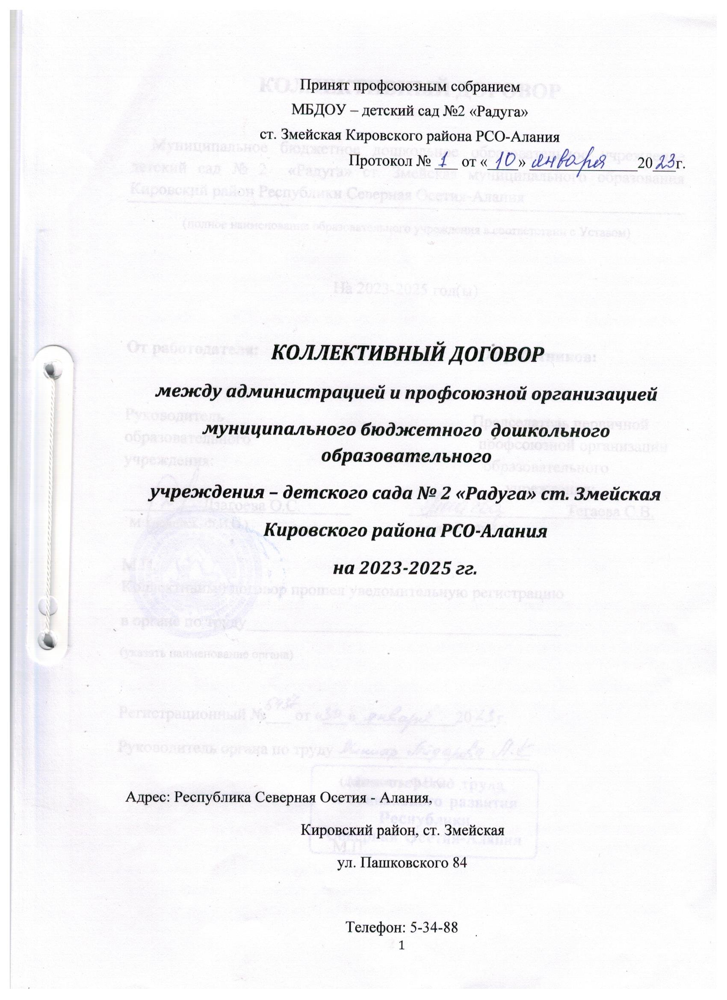 Принят профсоюзным собранием
МБДОУ – детский сад №2 «Радуга»
ст. Змейская Кировского района РСО-Алания
Протокол № 1 от «10» января 2023г.
КОЛЛЕКТИВНЫЙ ДОГОВОР
между администрацией и профсоюзной организацией
муниципального бюджетного дошкольного
образовательного
учреждения – детского сада № 2 «Радуга» ст. Змейская
Кировского района РСО-Алания
на 2023-2025 гг.
Адрес: Республика Северная Осетия - Алания,
Кировский район, ст. Змейская
ул. Пашковского 84
Телефон: 5-34-88
1